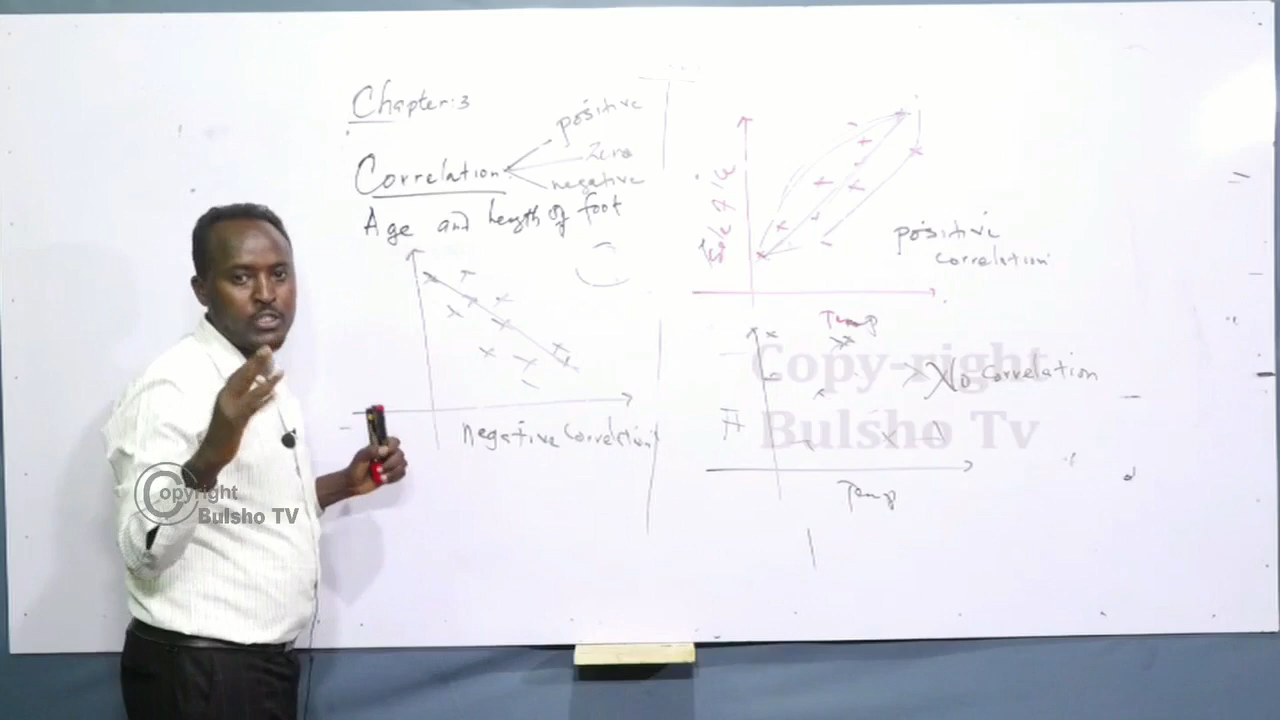 Chapter:3
Correlation
positive
Zero
negative
Age and length of foot
Negative Correlation
positive
correlation
Temp
No Correlation
Temp
Copy-right
Bulsho Tv
Copyright
Bulsho TV